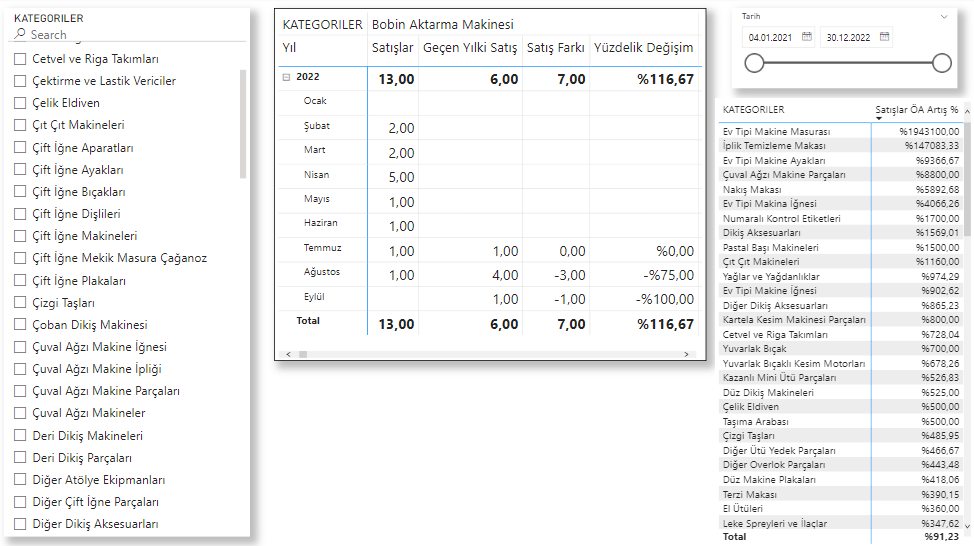 KATEGORILER
Search
Cetvel ve Riga Takımları
Çektirme ve Lastik Vericiler
Çelik Eldiven
Çıt Çıt Makineleri
Çift İğne Aparatları
Çift İğne Ayakları
Çift İğne Bıçakları
Çift İğne Dişlileri
Çift İğne Makineleri
Çift İğne Mekik Masura Çağanoz
Çift İğne Plakaları
Çizgi Taşları
Çoban Dikiş Makinesi
Çuval Ağzı Makine İğnesi
Çuval Ağzı Makine İpliği
Çuval Ağzı Makine Parçaları
Çuval Ağzı Makineler
Deri Dikiş Makineleri
Deri Dikiş Parçaları
Diğer Atölye Ekipmanları
Diğer Çift İğne Parçaları
Diğer Dikiş Aksesuarları
KATEGORILER Bobin Aktarma Makinesi
Yıl Satışlar Geçen Yılki Satış Satış Farkı Yüzdelik Değişim
2022 13,00 6,00 7,00 %116,67
Ocak
Şubat 2,00
Mart 2,00
Nisan 5,00
Mayıs 1,00
Haziran 1,00
Temmuz 1,00 1,00 0,00 %0,00
Ağustos 1,00 4,00 -3,00 -%75,00
Eylül 1,00 -1,00 -%100,00
Total 13,00 6,00 7,00 %116,67
Tarih
04.01.2021 30.12.2022
KATEGORILER Satışlar ÖA Artış %
Ev Tipi Makine Masurası %1943100,00
İplik Temizleme Makası %147083,33
Ev Tipi Makine Ayakları %9366,67
Çuval Ağzı Makine Parçaları %8800,00
Nakış Makası %5892,68
Ev Tipi Makina İğnesi %4066,26
Numaralı Kontrol Etiketleri %1700,00
Dikiş Aksesuarları %1569,01
Pastal Başı Makineleri %1500,00
Çıt Çıt Makineleri %1160,00
Yağlar ve Yağdanlıklar %974,29
Ev Tipi Makine İğnesi %902,62
Diğer Dikiş Aksesuarları %865,23
Kartela Kesim Makinesi Parçaları %800,00
Cetvel ve Riga Takımları %728,04
Yuvarlak Bıçak %700,00
Yuvarlak Bıçaklı Kesim Motorları %678,26
Kazanlı Mini Ütü Parçaları %526,83
Düz Dikiş Makineleri %525,00
Çelik Eldiven %500,00
Taşıma Arabası %500,00
Çizgi Taşları %485,95
Diğer Ütü Yedek Parçaları %466,67
Diğer Overlok Parçaları %443,48
Düz Makine Plakaları %418,06
Terzi Makası %390,15
El Ütüleri %360,00
Leke Spreyleri ve İlaçlar %347,62
Total %91,23